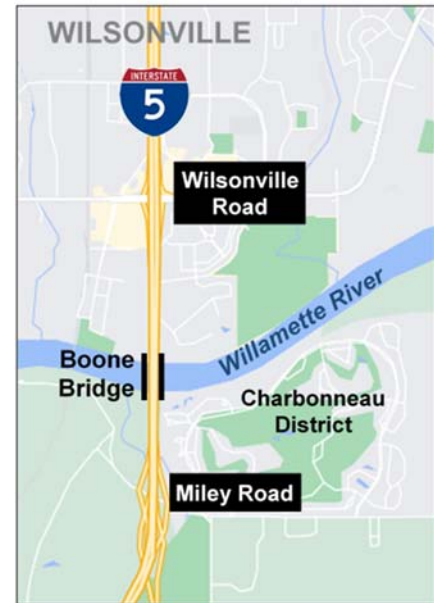 WILSONVILLE
INTERSTATE
5
Wilsonville
Road
Willamette River
Boone
Bridge
Charbonneau
District
Miley Road